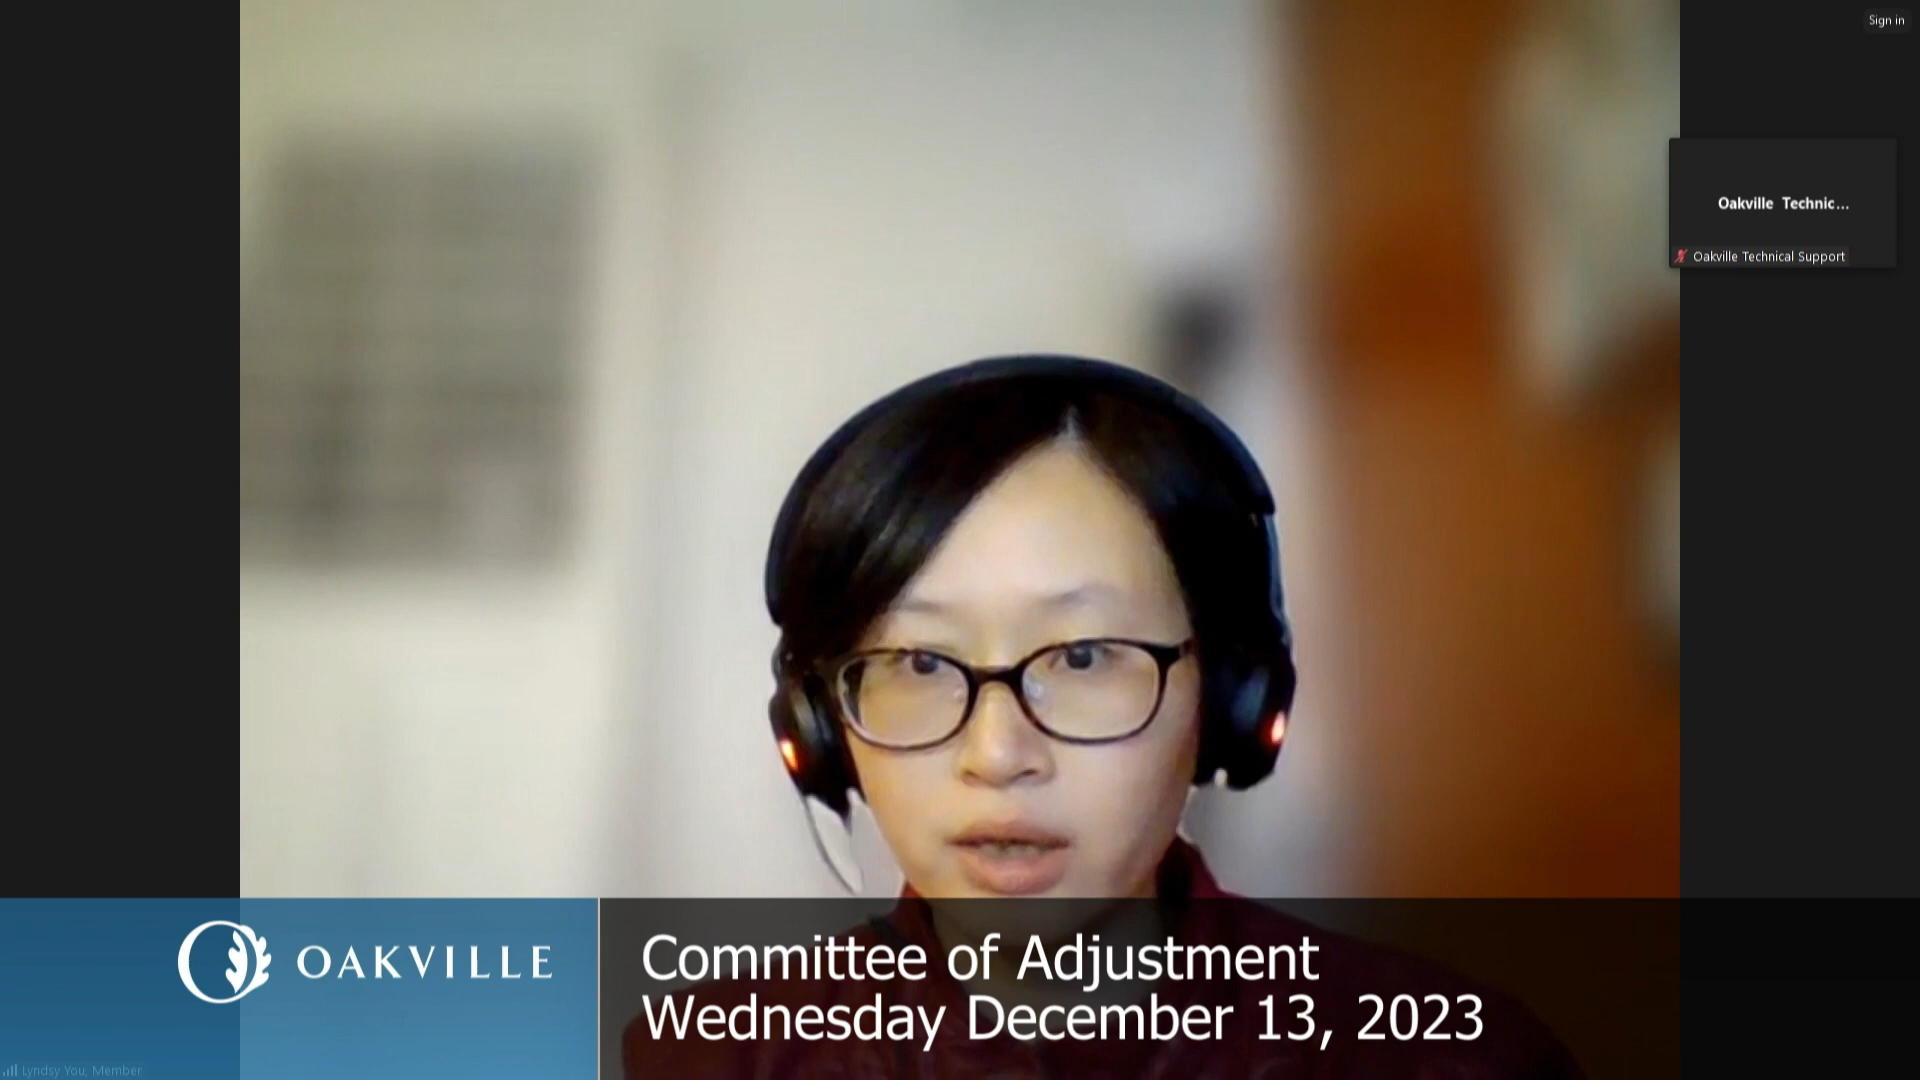 Sign in
Oakville Technic...
Oakville Technical Support
OAKVILLE
Committee of Adjustment
Wednesday December 13, 2023
Lyndsy You, Member